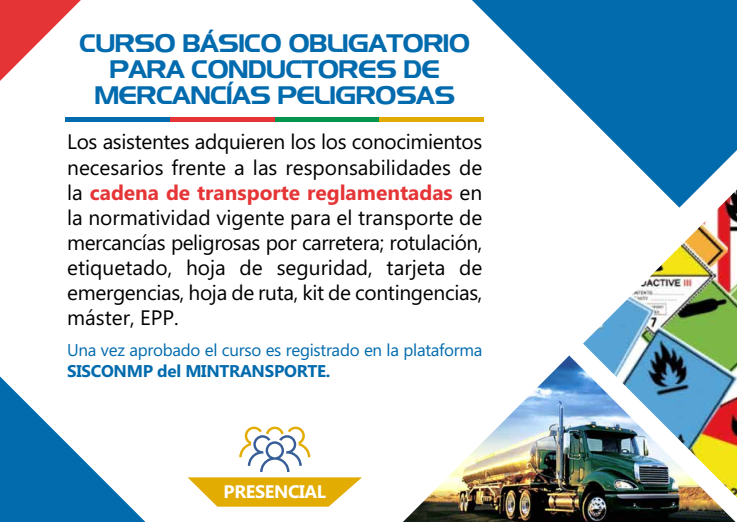 CURSO BÁSICO OBLIGATORIO
PARA CONDUCTORES DE
MERCANCÍAS PELIGROSAS
Los asistentes adquieren los los conocimientos
necesarios frente a las responsabilidades de
la cadena de transporte reglamentadas en
la normatividad vigente para el transporte de
mercancías peligrosas por carretera; rotulación,
etiquetado, hoja de seguridad, tarjeta de
emergencias, hoja de ruta, kit de contingencias,
máster, EPP.
Una vez aprobado el curso es registrado en la plataforma
SISCONMP del MINTRANSPORTE.
PRESENCIAL
ACTIVE III
7